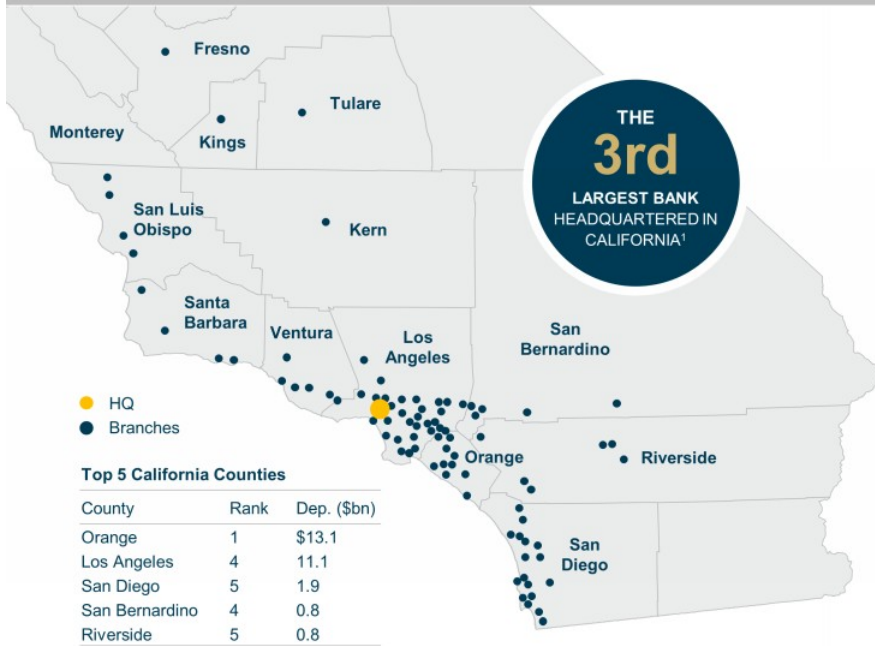 Fresno
Tulare
Kings
Monterey
THE
3rd
LARGEST BANK
HEADQUARTERED IN
CALIFORNIA¹
San Luis
Obispo
Kern
Santa
Barbara
Ventura
Los
Angeles
San
Bernardino
HQ
Branches
Orange
Riverside
San
Diego
Top 5 California Counties
County Rank Dep. ($bn)
Orange 1 $13.1
Los Angeles 4 11.1
San Diego 5 1.9
San Bernardino 4 0.8
Riverside 5 0.8